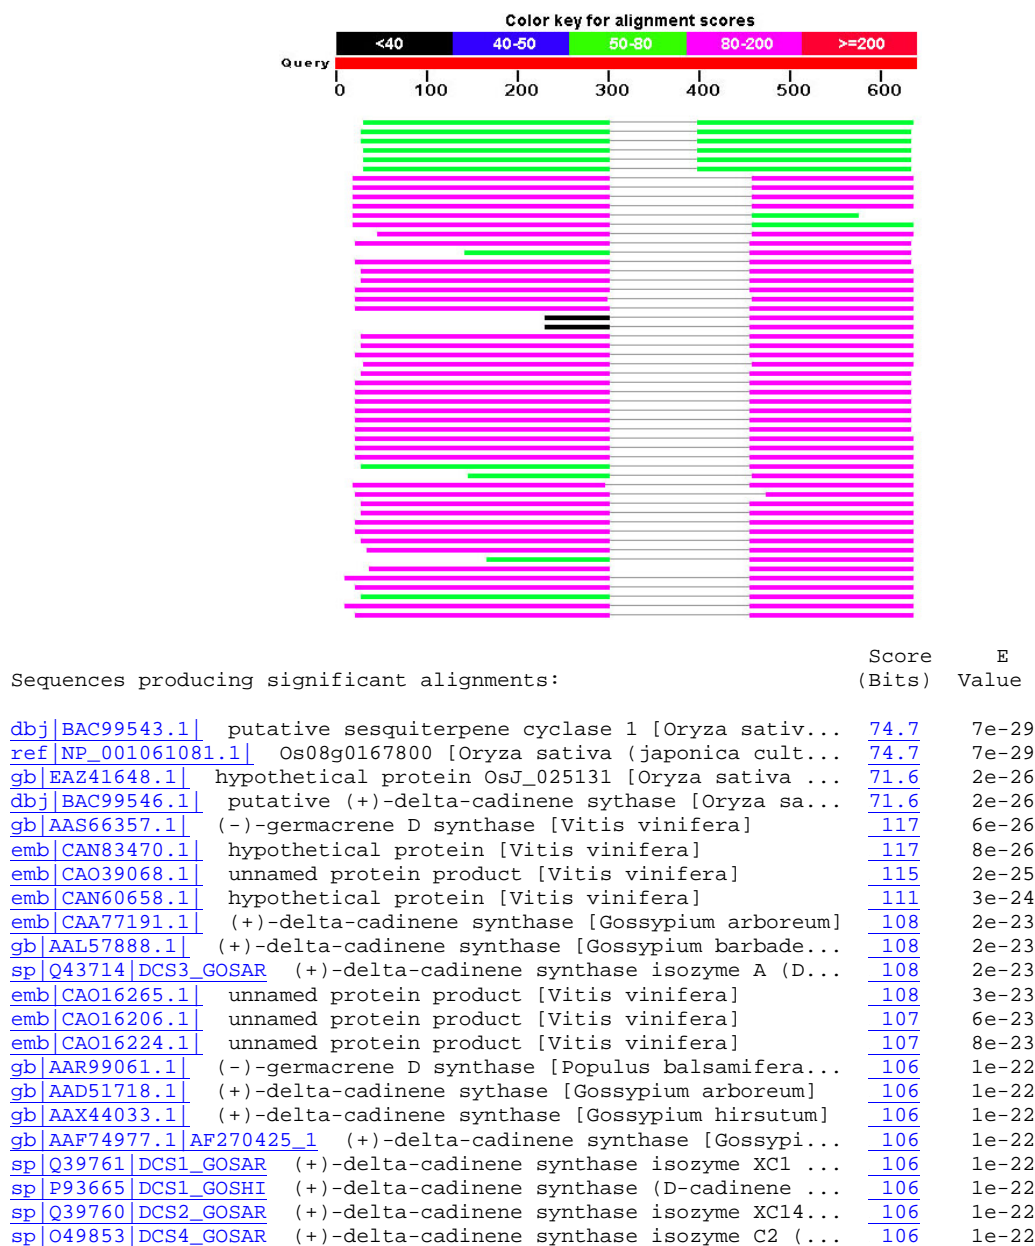 Color key for alignment scores
<40 40-50 50-80 80-200 >=200
Query
0 100 200 300 400 500 600
Score E
Sequences producing significant alignments: (Bits) Value
dbj|BAC99543.1| putative sesquiterpene cyclase 1 [Oryza sativ... 74.7 7e-29
ref|NP_001061081.1| Os08g0167800 [Oryza sativa (japonica cult... 74.7 7e-29
gb|EAZ41648.1| hypothetical protein OsJ_025131 [Oryza sativa ... 71.6 2e-26
dbj|BAC99546.1| putative (+)-delta-cadinene sythase [Oryza sa... 71.6 2e-26
gb|AAS66357.1| (-)-germacrene D synthase [Vitis vinifera] 117 6e-26
emb|CAN83470.1| hypothetical protein [Vitis vinifera] 117 8e-26
emb|CAO39068.1| unnamed protein product [Vitis vinifera] 115 2e-25
emb|CAN60658.1| hypothetical protein [Vitis vinifera] 111 3e-24
emb|CAA77191.1| (+)-delta-cadinene synthase [Gossypium arboreum] 108 2e-23
gb|AAL57888.1| (+)-delta-cadinene synthase [Gossypium barbade... 108 2e-23
sp|Q43714|DCS3_GOSAR (+)-delta-cadinene synthase isozyme A (D... 108 2e-23
emb|CAO16265.1| unnamed protein product [Vitis vinifera] 108 3e-23
emb|CAO16206.1| unnamed protein product [Vitis vinifera] 107 6e-23
emb|CAO16224.1| unnamed protein product [Vitis vinifera] 107 8e-23
gb|AAR99061.1| (-)-germacrene D synthase [Populus balsamifera... 106 1e-22
gb|AAD51718.1| (+)-delta-cadinene sythase [Gossypium arboreum] 106 1e-22
gb|AAX44033.1| (+)-delta-cadinene synthase [Gossypium hirsutum] 106 1e-22
gb|AAF74977.1|AF270425_1 (+)-delta-cadinene synthase [Gossypi... 106 1e-22
sp|Q39761|DCS1_GOSAR (+)-delta-cadinene synthase isozyme XC1 ... 106 1e-22
sp|P93665|DCS1_GOSHI (+)-delta-cadinene synthase (D-cadinene ... 106 1e-22
sp|Q39760|DCS2_GOSAR (+)-delta-cadinene synthase isozyme XC14... 106 1e-22
sp|O49853|DCS4_GOSAR (+)-delta-cadinene synthase isozyme C2 (... 106 1e-22